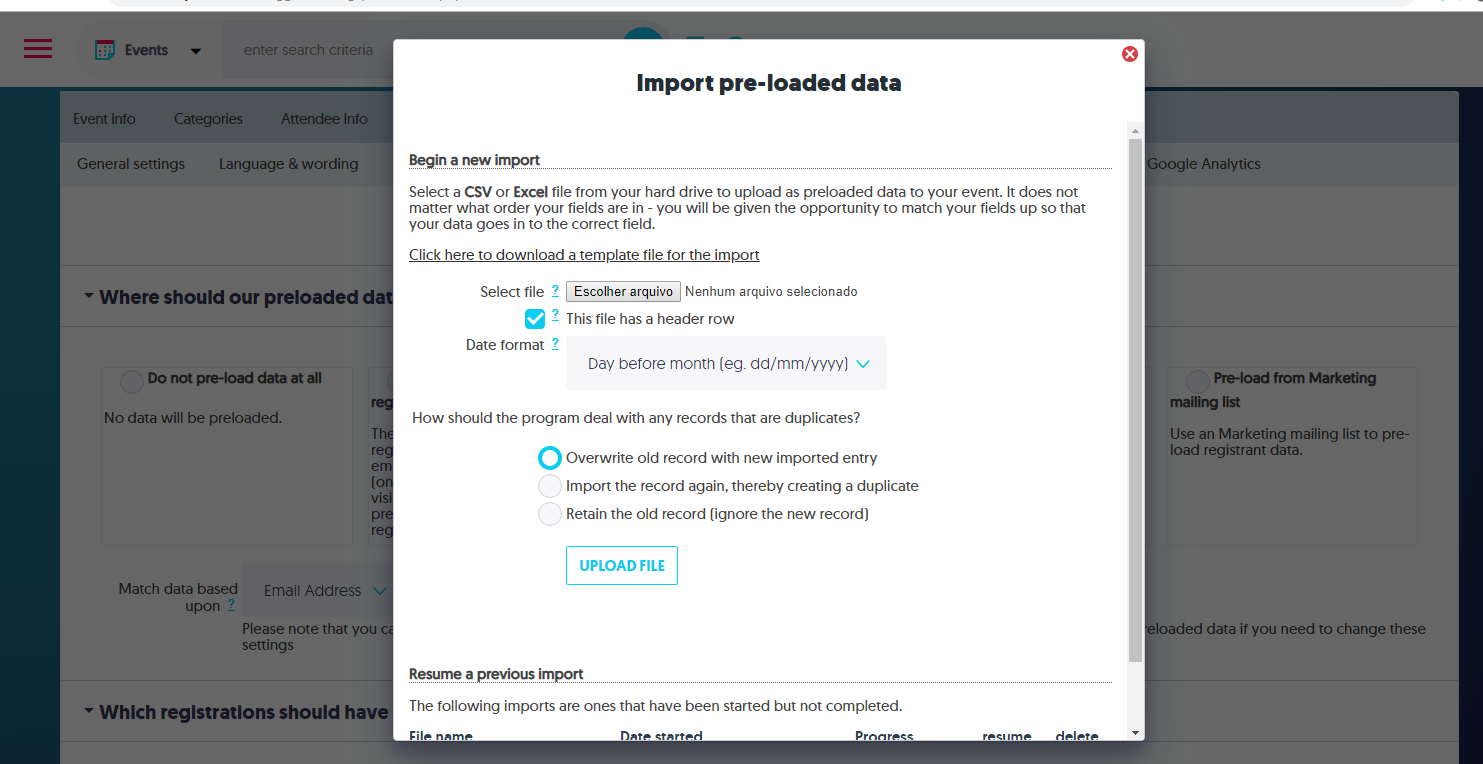 Events
enter search criteria
Import pre-loaded data
Event Info Categories Attendee Info
General settings Language & wording
Google Analytics
Begin a new import
Select a CSV or Excel file from your hard drive to upload as preloaded data to your event. It does not
matter what order your fields are in - you will be given the opportunity to match your fields up so that
your data goes in to the correct field.
Click here to download a template file for the import
Select file ? Escolher arquivo Nenhum arquivo selecionado
? This file has a header row
Date format ? Day before month (eg. dd/mm/yyyy)
How should the program deal with any records that are duplicates?
Overwrite old record with new imported entry
Import the record again, thereby creating a duplicate
Retain the old record (ignore the new record)
UPLOAD FILE
Resume a previous import
The following imports are ones that have been started but not completed.
File name Date started Progress resume delete
Where should our preloaded dat
Do not pre-load data at all
No data will be preloaded.
reg
The
reg
em
(on
visi
pre
reg
Pre-load from Marketing
mailing list
Use an Marketing mailing list to pre-
load registrant data.
Match data based
upon ?
Email Address
Please note that you ca
settings
reloaded data if you need to change these
Which registrations should have